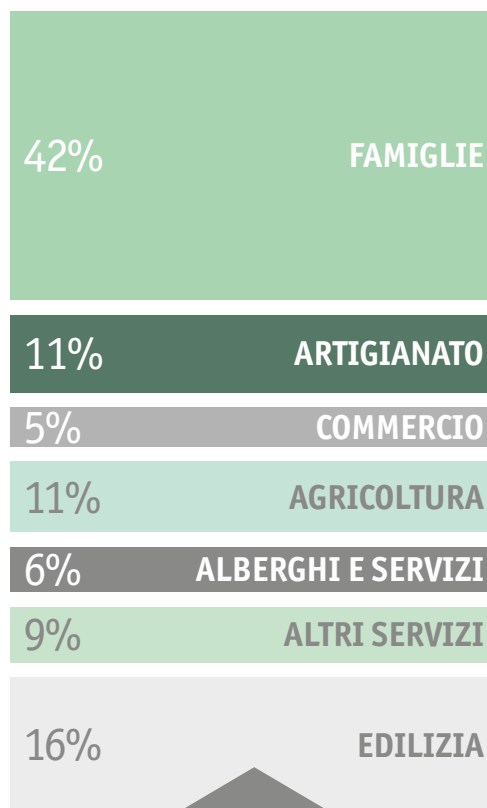 42% FAMIGLIE
11% ARTIGIANATO
5% COMMERCIO
11% AGRICOLTURA
6% ALBERGHI E SERVIZI
9% ALTRI SERVIZI
16% EDILIZIA